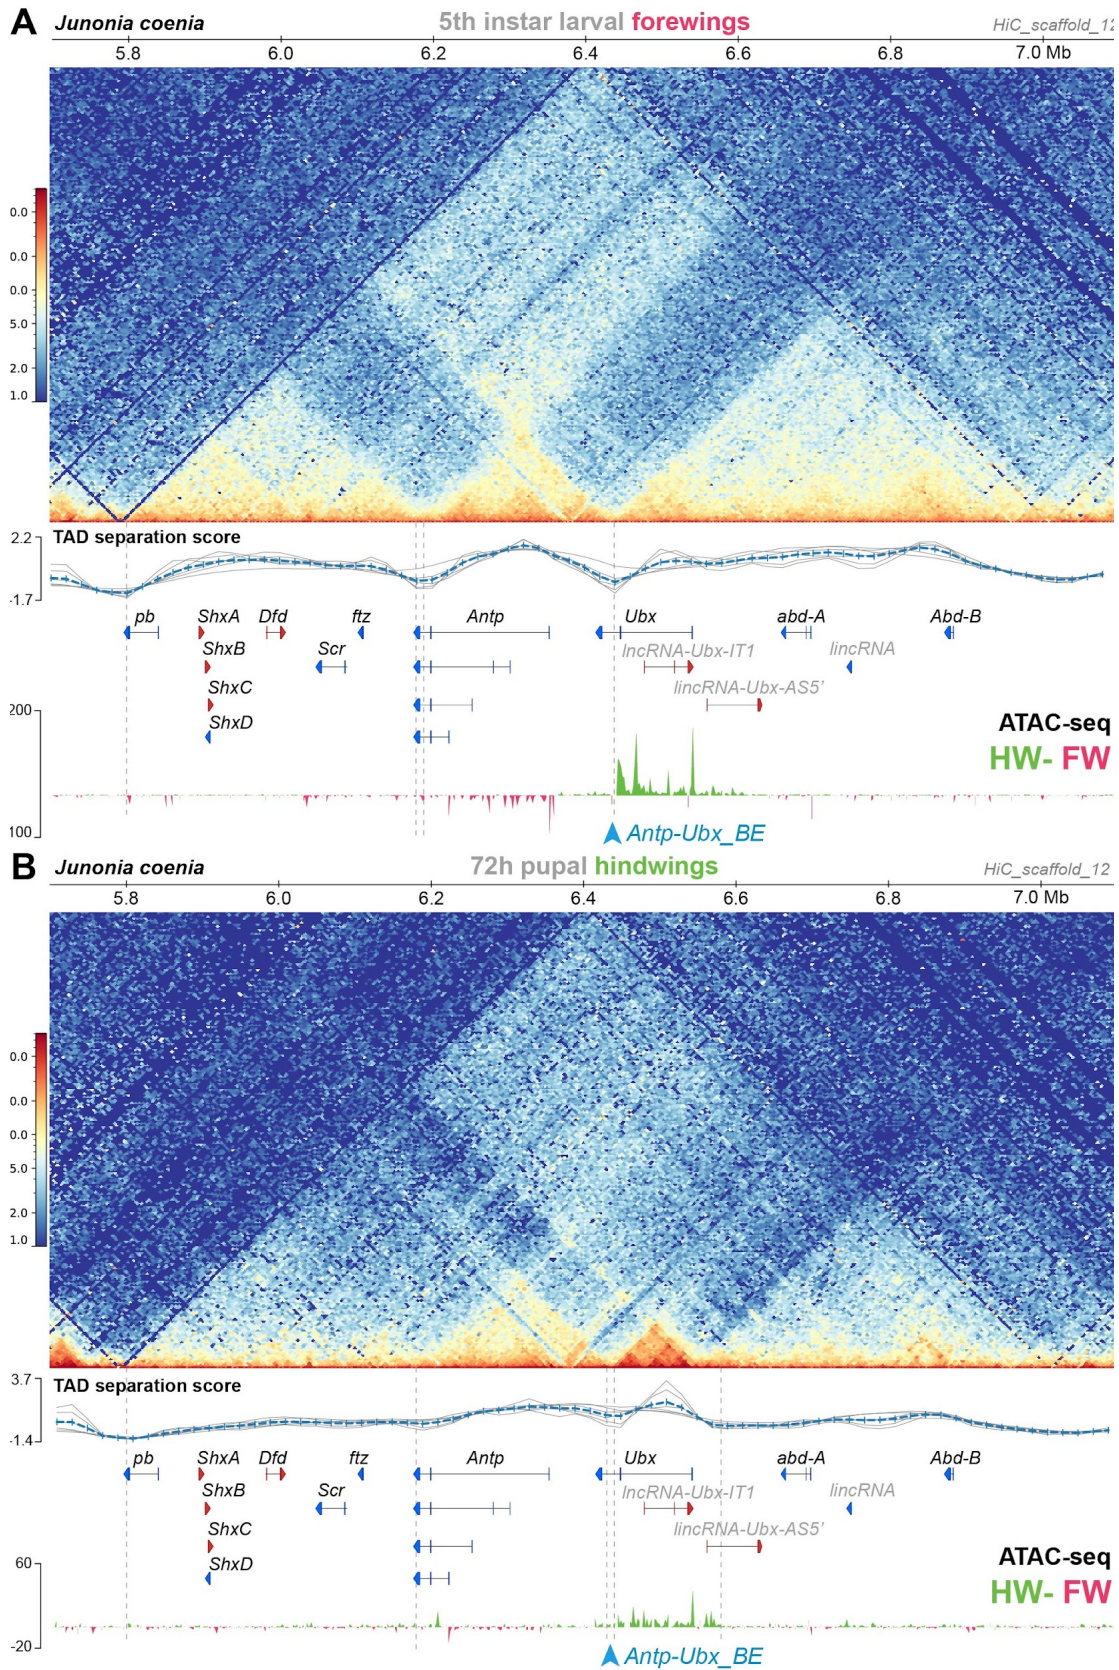 A Junonia coenia 5th instar larval forewings HiC_scaffold_12
5.8 6.0 6.2 6.4 6.6 6.8 7.0 Mb
0.0
0.0
0.0
5.0
2.0
1.0
TAD separation score
2.2
-1.7
pb ShxA Dfd ftz Antp Ubx abd-A Abd-B
ShxB Scr lncRNA-Ubx-IT1 lincRNA
ShxC lincRNA-Ubx-AS5'
ShxD
200
ATAC-seq
HW- FW
100
Antp-Ubx_BE
B Junonia coenia 72h pupal hindwings HiC_scaffold_12
5.8 6.0 6.2 6.4 6.6 6.8 7.0 Mb
0.0
0.0
0.0
5.0
2.0
1.0
3.7
TAD separation score
-1.4
pb ShxA Dfd ftz Antp Ubx abd-A Abd-B
ShxB Scr lncRNA-Ubx-IT1 lincRNA
ShxC lincRNA-Ubx-AS5'
ShxD
60
ATAC-seq
HW- FW
-20
Antp-Ubx_BE